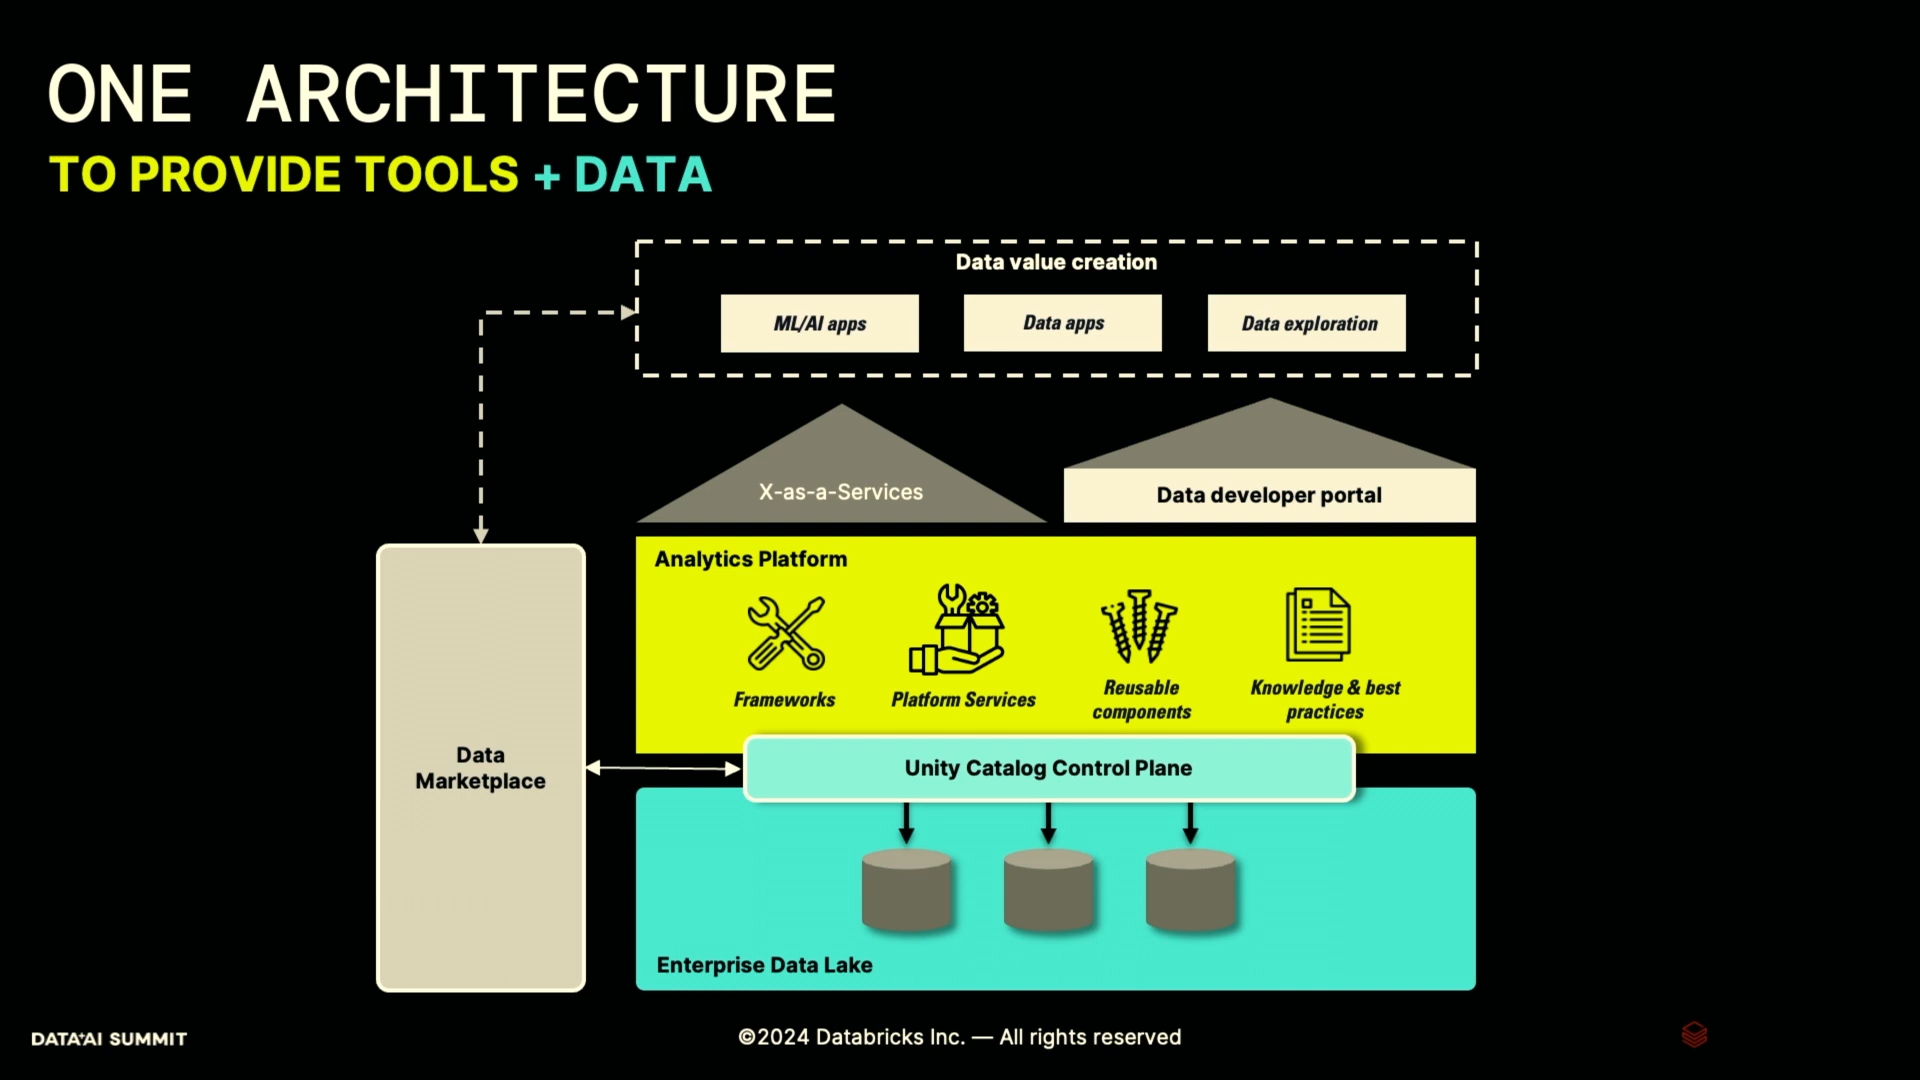 ONE ARCHITECTURE
TO PROVIDE TOOLS + DATA
Data value creation
ML/AI apps
Data apps
Data exploration
X-as-a-Services
Data developer portal
Analytics Platform
Frameworks
Platform Services
Reusable
components
Knowledge & best
practices
Data
Marketplace
Unity Catalog Control Plane
Enterprise Data Lake
DATA+AI SUMMIT
©2024 Databricks Inc. — All rights reserved